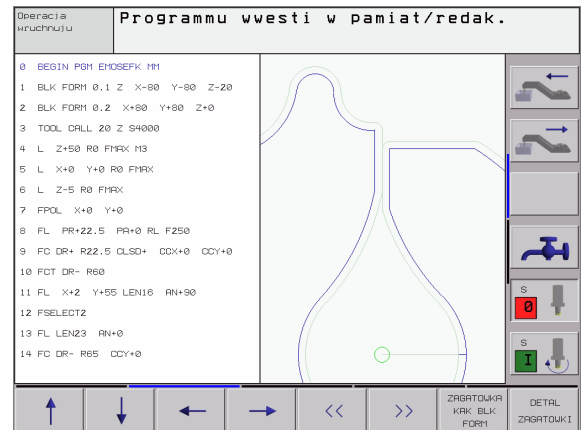 Operacja
wruchnuju
Programmu wwesti w pamiat/redak.
0 BEGIN PGM EMOSEFK MM
1 BLK FORM 0.1 Z X-80 Y-80 Z-20
2 BLK FORM 0.2 X+80 Y+80 Z+0
3 TOOL CALL 20 Z S4000
4 L Z+50 R0 FMAX M3
5 L X+0 Y+0 R0 FMAX
6 L Z-5 R0 FMAX
7 FPOL X+0 Y+0
8 FL PR+22.5 PA+0 RL F250
9 FC DR+ R22.5 CLSD+ CCX+0 CCY+0
10 FCT DR- R60
11 FL X+2 Y+55 LEN16 AN+90
12 FSELECT2
13 FL LEN23 AN+0
14 FC DR- R65 CCY+0
S
0
S
I
<<
>>
ZAGATOWKA
KAK BLK
FORM
DETAL
ZAGATOWKI